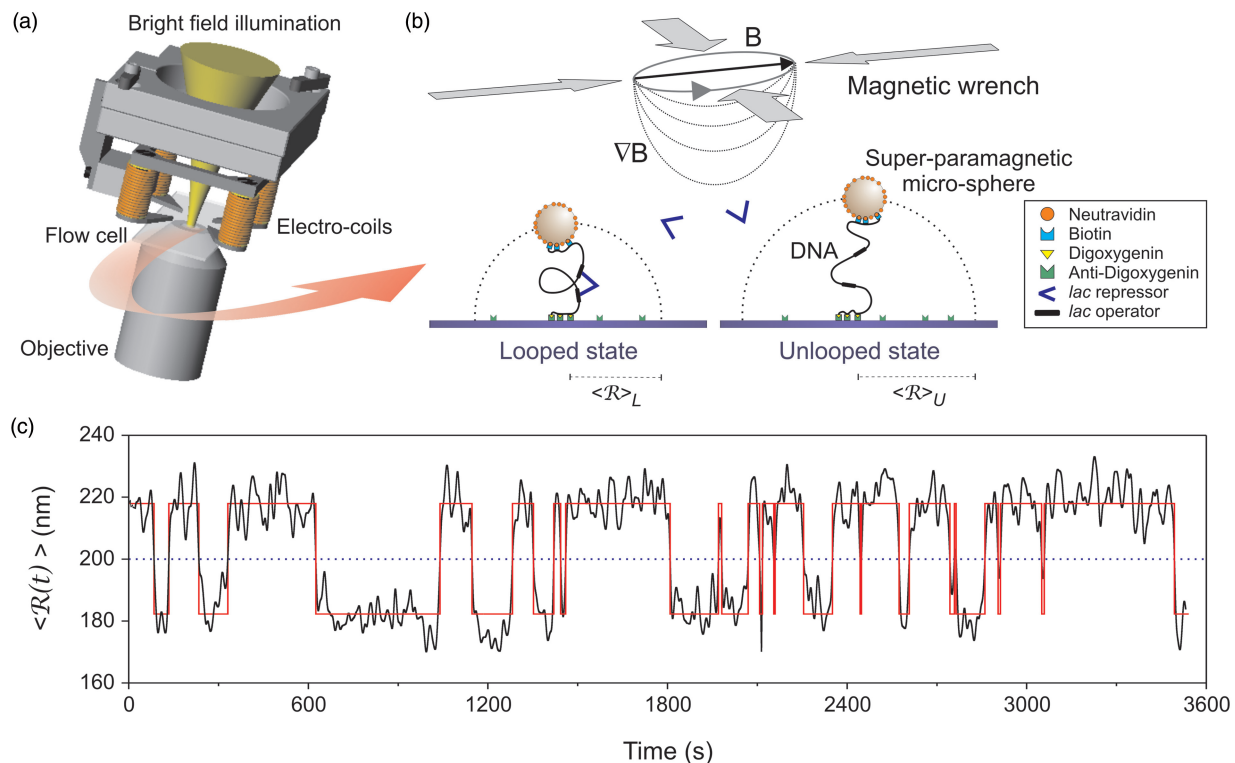 (a)
Bright field illumination
Flow cell
Electro-coils
Objective
(b)
B
Magnetic wrench
∇B
Super-paramagnetic
micro-sphere
DNA
Neutravidin
Biotin
Digoxygenin
Anti-Digoxygenin
lac repressor
lac operator
Looped state
Unlooped state
<ℛ>L
<ℛ>U
(c)
<ℛ(t) > (nm)
240
220
200
180
160
0
600
1200
1800
2400
3000
3600
Time (s)